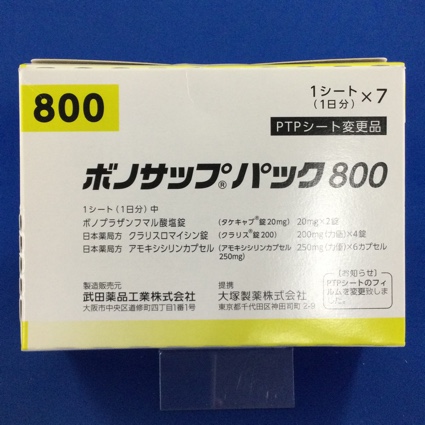 800
1シート
(1日分)×7
PTPシート変更品
ボノサップ®パック800
1シート(1日分)中
ボノプラザンフマル酸塩錠 (タケキャブ®錠20mg) 20mg×2錠
日本薬局方 クラリスロマイシン錠 (クラリス®錠200) 200mg(力価)×4錠
日本薬局方 アモキシシリンカプセル (アモキシシリンカプセル250mg) 250mg(力価)×6カプセル
【お知らせ】
PTPシートのフィルムを変更致しました。
製造販売元 提携
武田薬品工業株式会社 大塚製薬株式会社
大阪市中央区道修町四丁目1番1号 東京都千代田区神田司町2-9